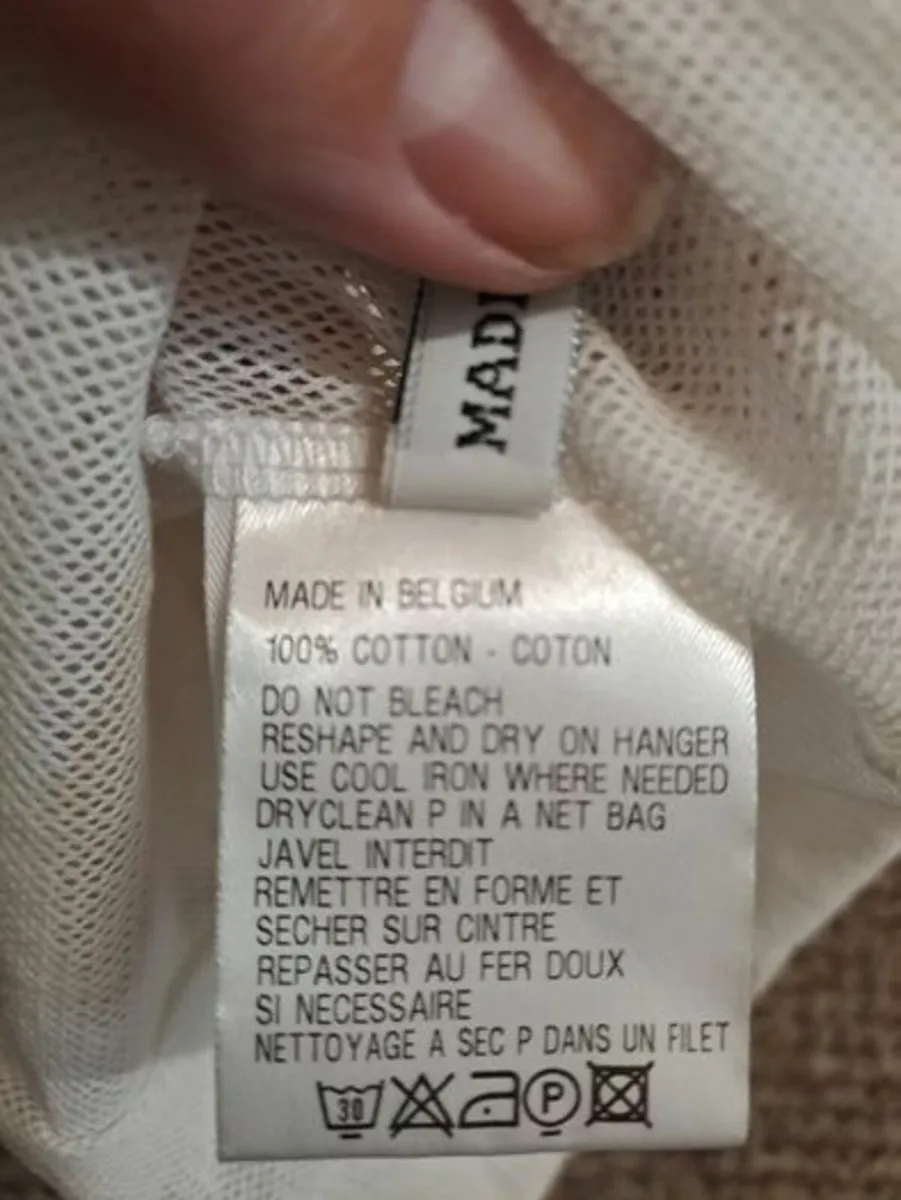 MADE
MADE IN BELGIUM
100% COTTON - COTON
DO NOT BLEACH
RESHAPE AND DRY ON HANGER
USE COOL IRON WHERE NEEDED
DRYCLEAN P IN A NET BAG
JAVEL INTERDIT
REMETTRE EN FORME ET
SECHER SUR CINTRE
REPASSER AU FER DOUX
SI NECESSAIRE
NETTOYAGE A SEC P DANS UN FILET
30 P